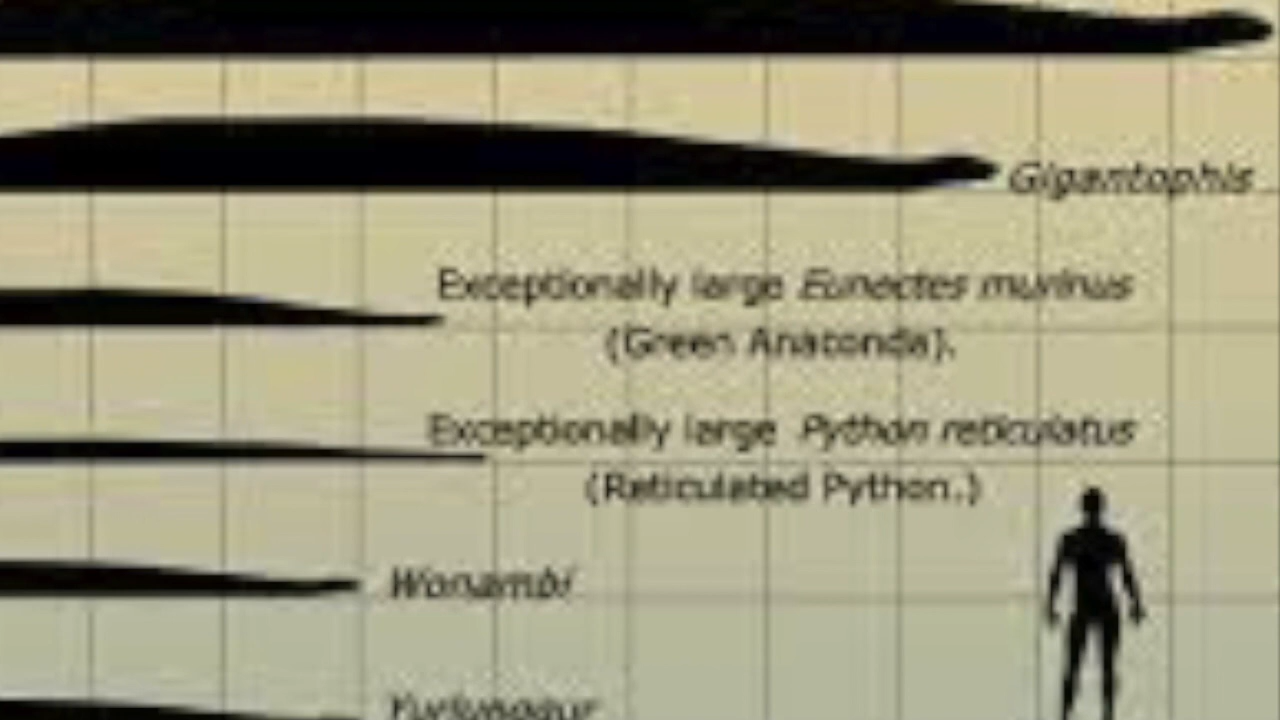 Gigantophis
Exceptionally large Eunectes murinus
(Green Anaconda).
Exceptionally large Python reticulatus
(Reticulated Python.)
Wonambi